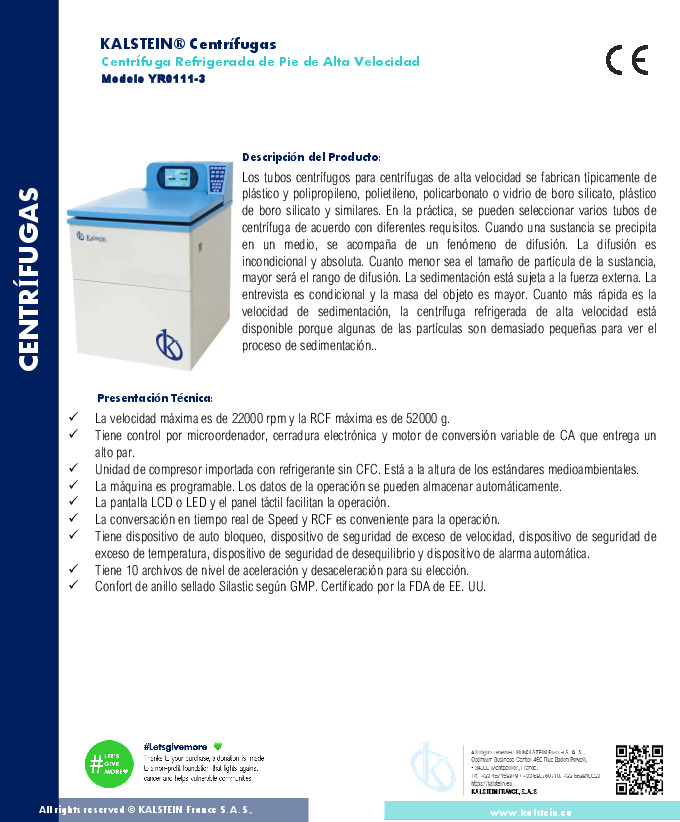 KALSTEIN® Centrífugas
Centrífuga Refrigerada de Pie de Alta Velocidad
Modelo YR0111-3
CE
CENTRÍFUGAS
Kalstein
Descripción del Producto:
Los tubos centrífugos para centrífugas de alta velocidad se fabrican típicamente de
plástico y polipropileno, polietileno, policarbonato o vidrio de boro silicato, plástico
de boro silicato y similares. En la práctica, se pueden seleccionar varios tubos de
centrífuga de acuerdo con diferentes requisitos. Cuando una sustancia se precipita
en un medio, se acompaña de un fenómeno de difusión. La difusión es
incondicional y absoluta. Cuanto menor sea el tamaño de partícula de la sustancia,
mayor será el rango de difusión. La sedimentación está sujeta a la fuerza externa. La
entrevista es condicional y la masa del objeto es mayor. Cuanto más rápida es la
velocidad de sedimentación, la centrífuga refrigerada de alta velocidad está
disponible porque algunas de las partículas son demasiado pequeñas para ver el
proceso de sedimentación..
Presentación Técnica:
✓ La velocidad máxima es de 22000 rpm y la RCF máxima es de 52000 g.
✓ Tiene control por microordenador, cerradura electrónica y motor de conversión variable de CA que entrega un
alto par.
✓ Unidad de compresor importada con refrigerante sin CFC. Está a la altura de los estándares medioambientales.
✓ La máquina es programable. Los datos de la operación se pueden almacenar automáticamente.
✓ La pantalla LCD o LED y el panel táctil facilitan la operación.
✓ La conversación en tiempo real de Speed y RCF es conveniente para la operación.
✓ Tiene dispositivo de auto bloqueo, dispositivo de seguridad de exceso de velocidad, dispositivo de seguridad de
exceso de temperatura, dispositivo de seguridad de desequilibrio y dispositivo de alarma automática.
✓ Tiene 10 archivos de nivel de aceleración y desaceleración para su elección.
✓ Confort de anillo sellado Silastic según GMP. Certificado por la FDA de EE. UU.
# LET'S
GIVE
MORE
#Letsgivemore
Thanks to your purchase, a donation is made
to a non-profit foundation that fights against
cancer and helps vulnerable communities
All rights reserved ® KALSTEIN France S. A. S.,
Optimum Business Center 450 Rue Baden Powell,
34000 Montpellier, France.
https://kalstein.eu
KALSTEIN FRANCE, S.A.S
All rights reserved © KALSTEIN France S.A.S.,
www.kalstein.eu